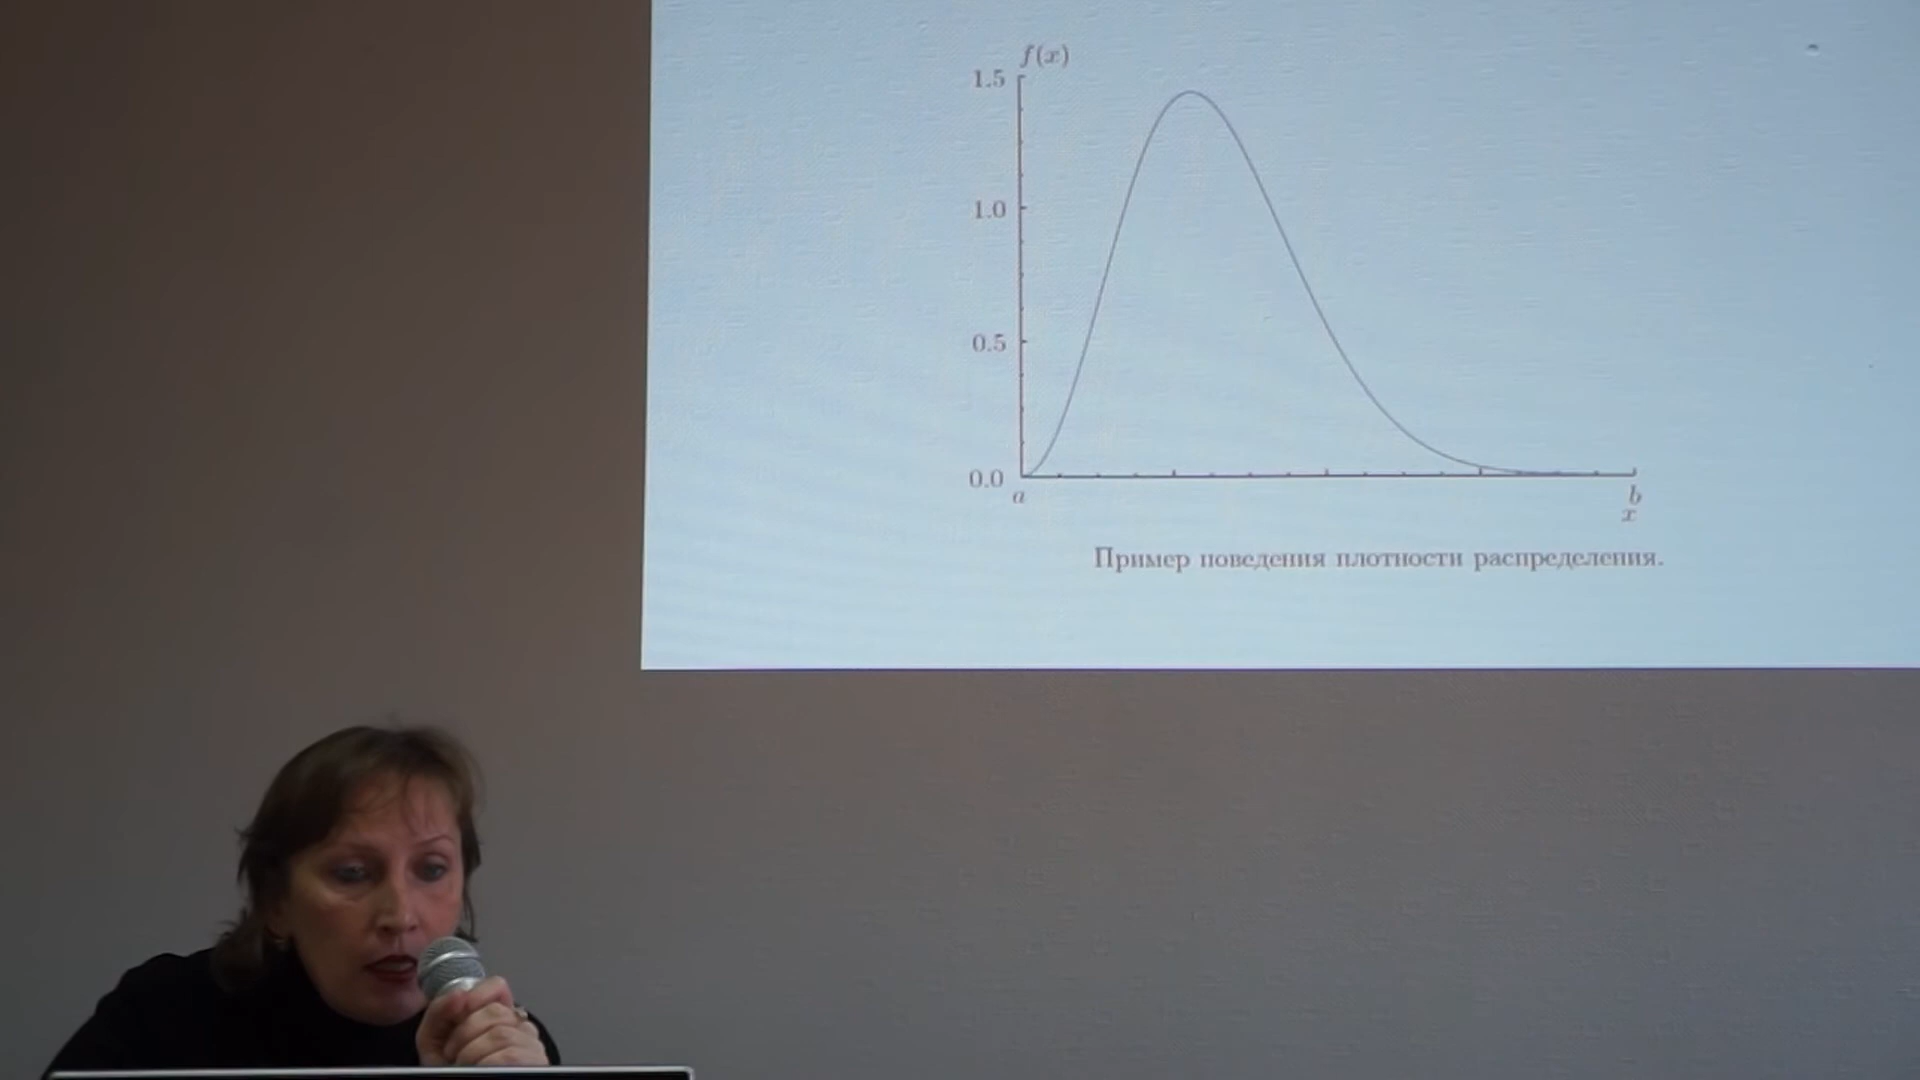 f(x)
1.5
1.0
0.5
0.0
a
b
x
Пример поведения плотности распределения.